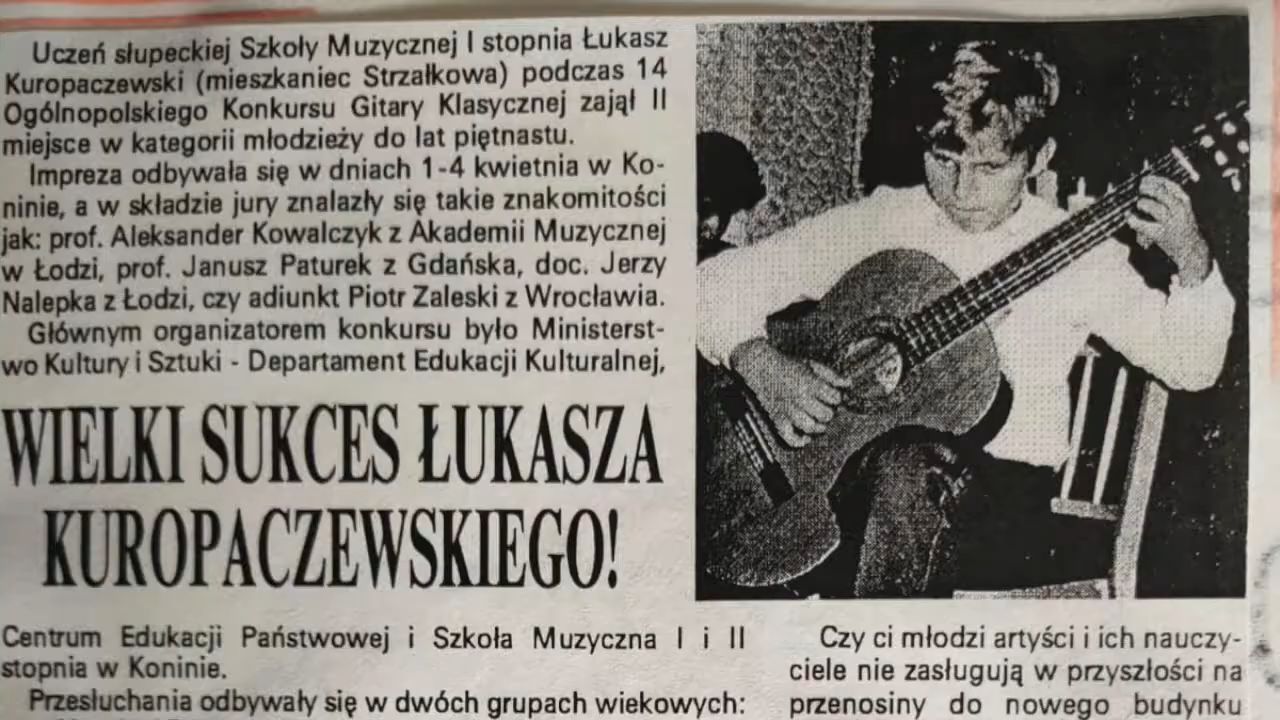 Uczeń słupeckiej Szkoły Muzycznej I stopnia Łukasz
Kuropaczewski (mieszkaniec Strzałkowa) podczas 14
Ogólnopolskiego Konkursu Gitary Klasycznej zajął II
miejsce w kategorii młodzieży do lat piętnastu.
Impreza odbywała się w dniach 1-4 kwietnia w Ko-
ninie, a w składzie jury znalazły się takie znakomitości
jak: prof. Aleksander Kowalczyk z Akademii Muzycznej
w Łodzi, prof. Janusz Paturek z Gdańska, doc. Jerzy
Nalepka z Łodzi, czy adiunkt Piotr Zaleski z Wrocławia.
Głównym organizatorem konkursu było Ministerst-
wo Kultury i Sztuki - Departament Edukacji Kulturalnej,
WIELKI SUKCES ŁUKASZA
KUROPACZEWSKIEGO!
Centrum Edukacji Państwowej i Szkoła Muzyczna I i II
stopnia w Koninie.
Przesłuchania odbywały się w dwóch grupach wiekowych:
Czy ci młodzi artyści i ich nauczy-
ciele nie zasługują w przyszłości na
przenosiny do nowego budynku